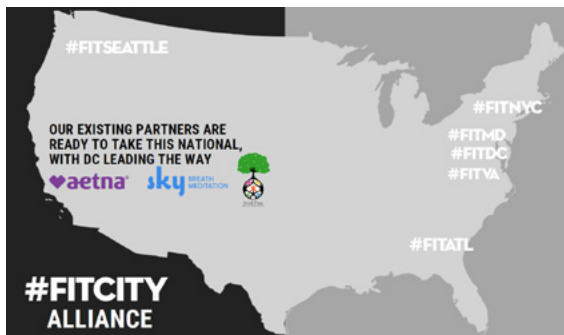 #FITSEATTLE
#FITNYC
#FITMD
#FITDC
#FITVA
OUR EXISTING PARTNERS ARE
READY TO TAKE THIS NATIONAL,
WITH DC LEADING THE WAY
aetna®
sky BREATH
MEDITATION
#FITATL
#FITCITY
ALLIANCE